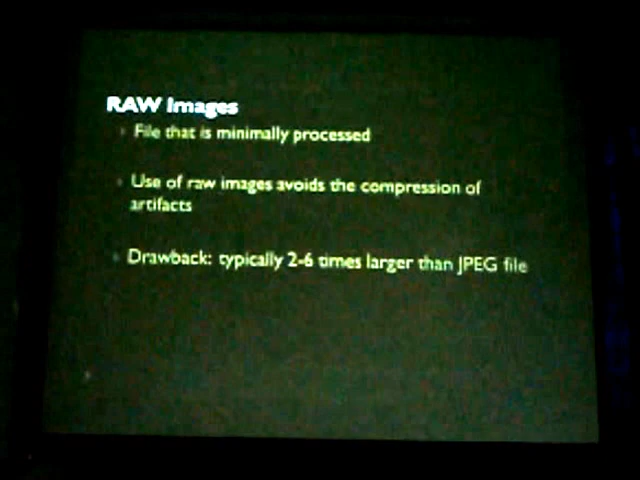 RAW Images
File that is minimally processed
Use of raw images avoids the compression of
artifacts
Drawback: typically 2-6 times larger than JPEG file